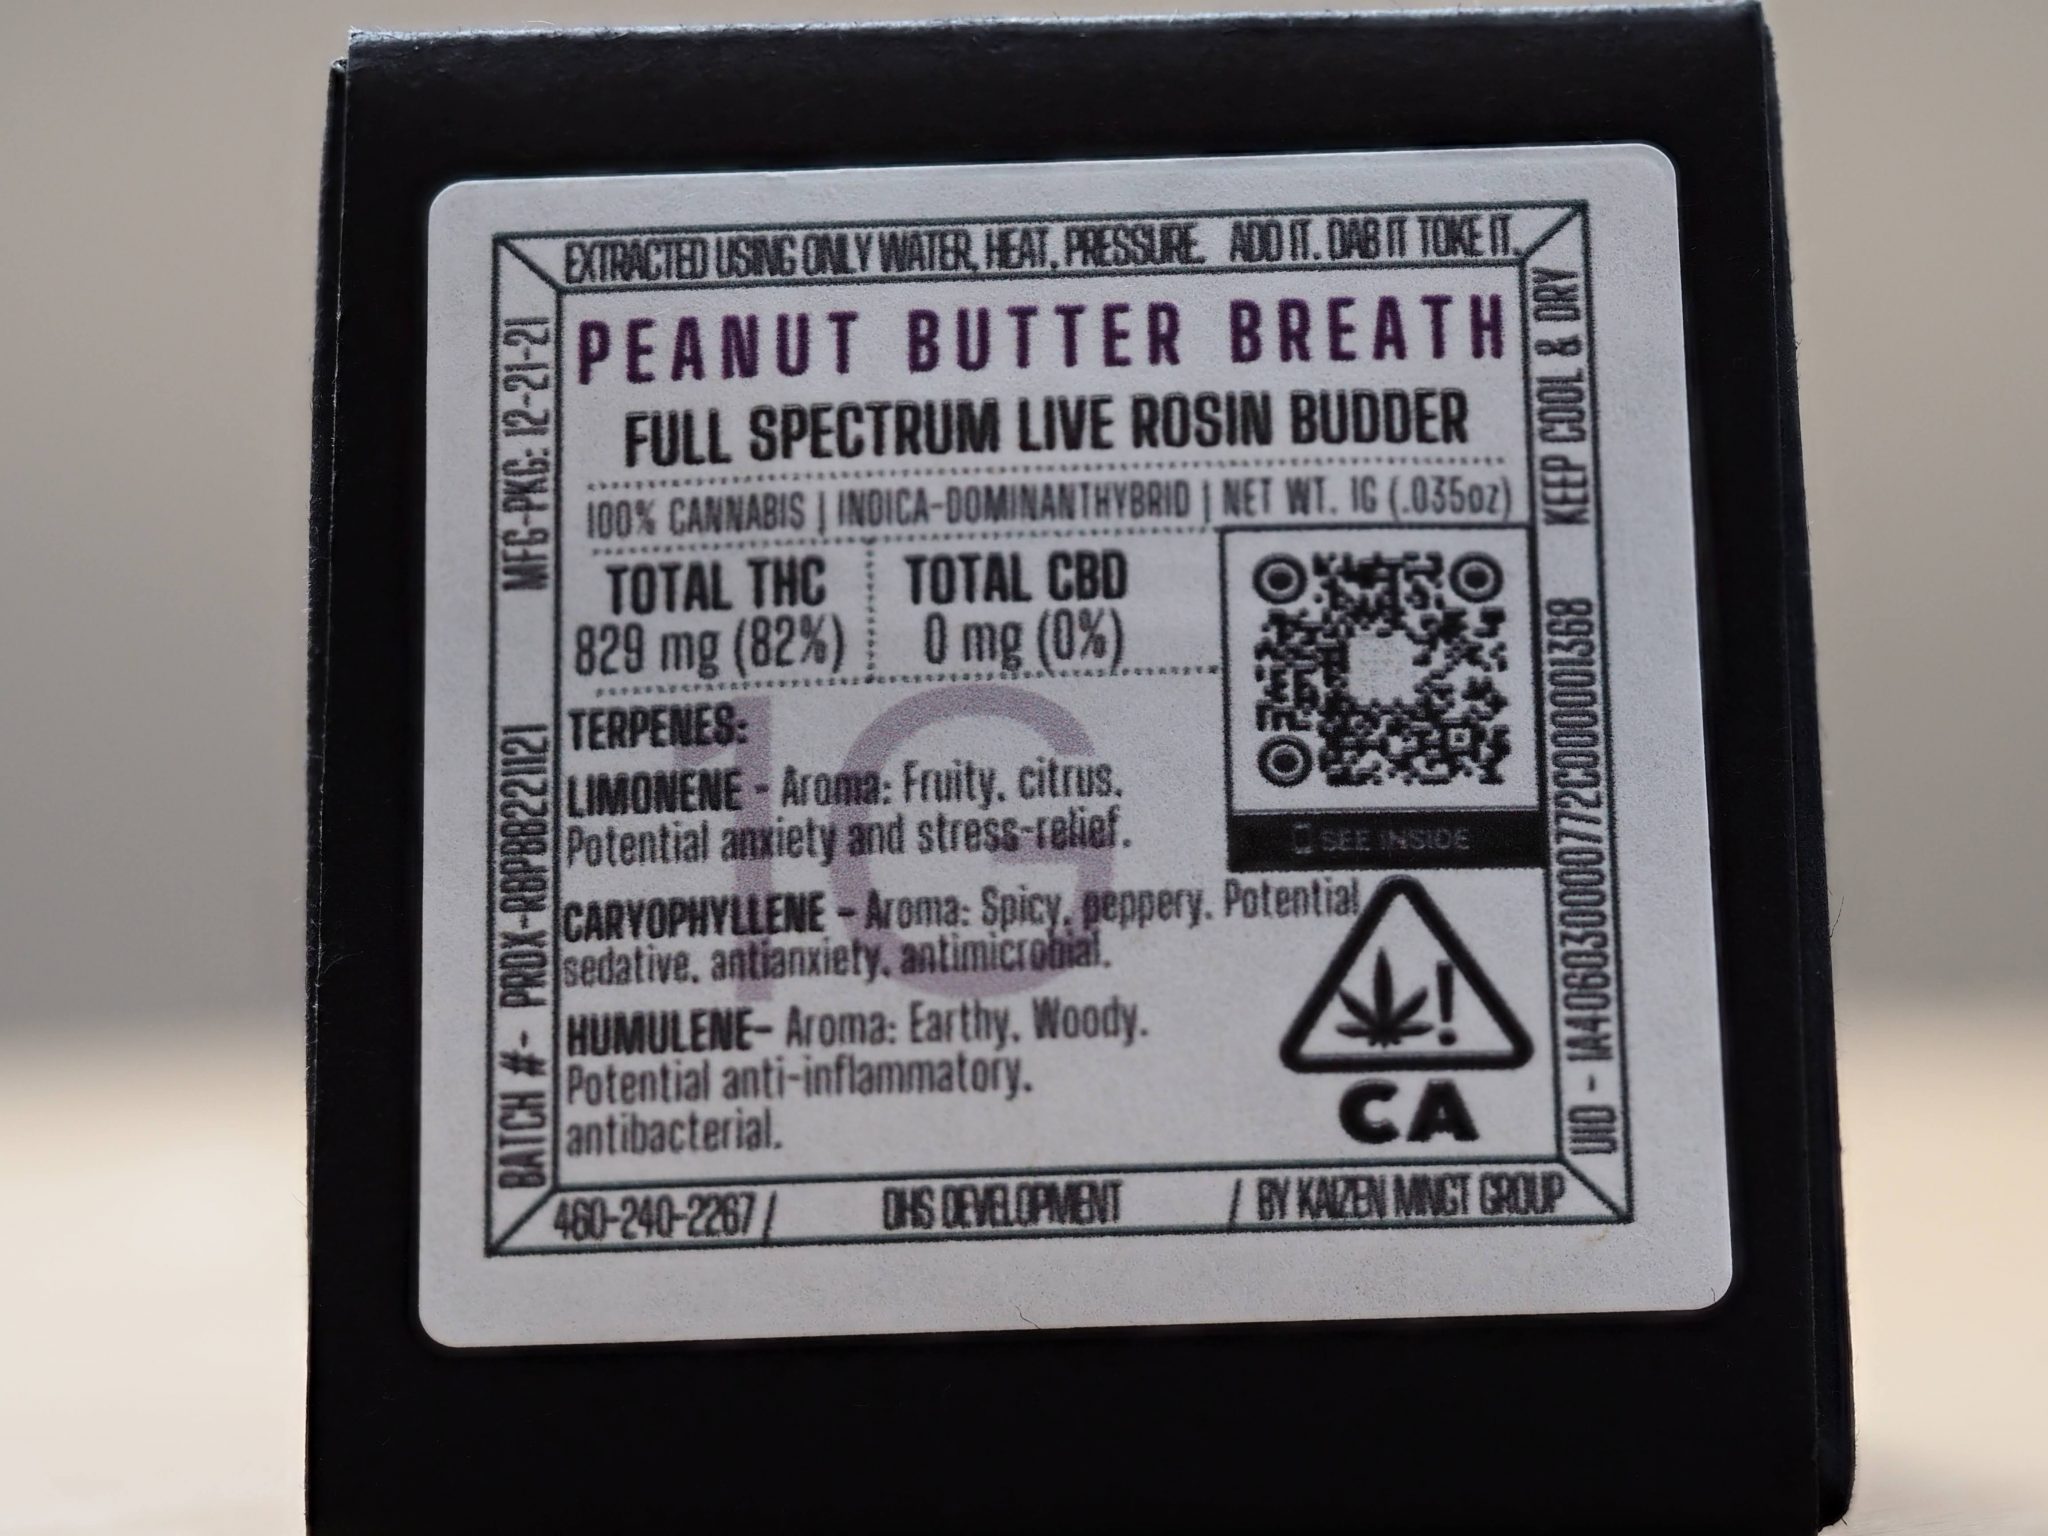 EXTRACTED USING ONLY WATER, HEAT, PRESSURE. ADD IT. DAB IT TOKE IT.
PEANUT BUTTER BREATH
FULL SPECTRUM LIVE ROSIN BUDDER
100% CANNABIS | INDICA-DOMINANTHYBRID | NET WT. 1G (.035oz)
TOTAL THC
829 mg (82%)
TOTAL CBD
0 mg (0%)
SEE INSIDE
1G
TERPENES:
LIMONENE - Aroma: Fruity, citrus.
Potential anxiety and stress-relief.
CARYOPHYLLENE - Aroma: Spicy, peppery. Potential
sedative, antianxiety, antimicrobial.
HUMULENE- Aroma: Earthy, Woody.
Potential anti-inflammatory,
antibacterial.
CA
460-240-2267 / DHS DEVELOPMENT / BY KAIZEN MNGT GROUP
BATCH #- PRDX-RBPBB221121 MFG-PKG: 12-21-21
UID - 1A4060300007772C000001368 KEEP COOL & DRY